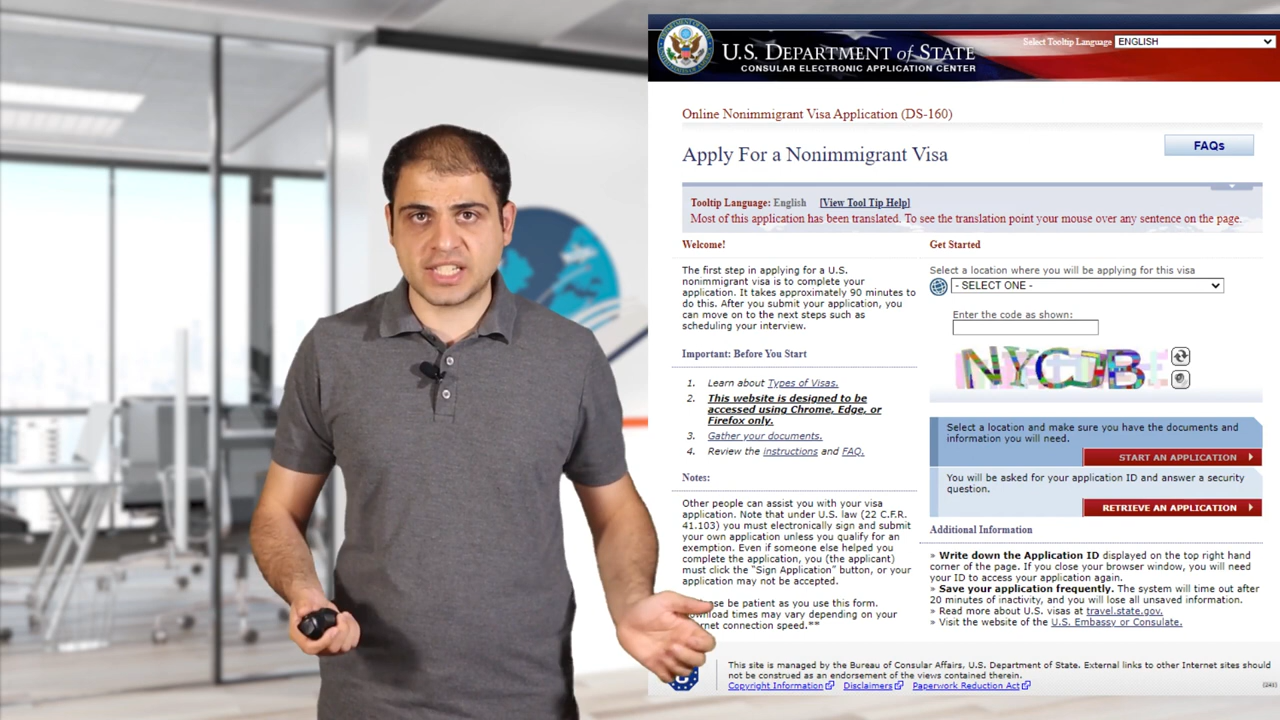 U.S. DEPARTMENT of STATE
CONSULAR ELECTRONIC APPLICATION CENTER
Select Tooltip Language ENGLISH
Online Nonimmigrant Visa Application (DS-160)
Apply For a Nonimmigrant Visa
FAQs
Tooltip Language: English [View Tool Tip Help]
Most of this application has been translated. To see the translation point your mouse over any sentence on the page.
Welcome!
The first step in applying for a U.S.
nonimmigrant visa is to complete your
application. It takes approximately 90 minutes to
do this. After you submit your application, you
can move on to the next steps such as
scheduling your interview.
Important: Before You Start
1. Learn about Types of Visas.
2. This website is designed to be
accessed using Chrome, Edge, or
Firefox only.
3. Gather your documents.
4. Review the instructions and FAQ.
Notes:
Other people can assist you with your visa
application. Note that under U.S. law (22 C.F.R.
41.103) you must electronically sign and submit
your own application unless you qualify for an
exemption. Even if someone else helped you
complete the application, you (the applicant)
must click the "Sign Application" button, or your
application may not be accepted.
be patient as you use this form.
times may vary depending on your
connection speed.**
Get Started
Select a location where you will be applying for this visa
- SELECT ONE -
Enter the code as shown:
NYCJB
Select a location and make sure you have the documents and
information you will need.
START AN APPLICATION
You will be asked for your application ID and answer a security
question.
RETRIEVE AN APPLICATION
Additional Information
» Write down the Application ID displayed on the top right hand
corner of the page. If you close your browser window, you will need
your ID to access your application again.
» Save your application frequently. The system will time out after
20 minutes of inactivity, and you will lose all unsaved information.
» Read more about U.S. visas at travel.state.gov.
» Visit the website of the U.S. Embassy or Consulate.
This site is managed by the Bureau of Consular Affairs, U.S. Department of State. External links to other Internet sites should
not be construed as an endorsement of the views contained therein.
Copyright Information Disclaimers Paperwork Reduction Act